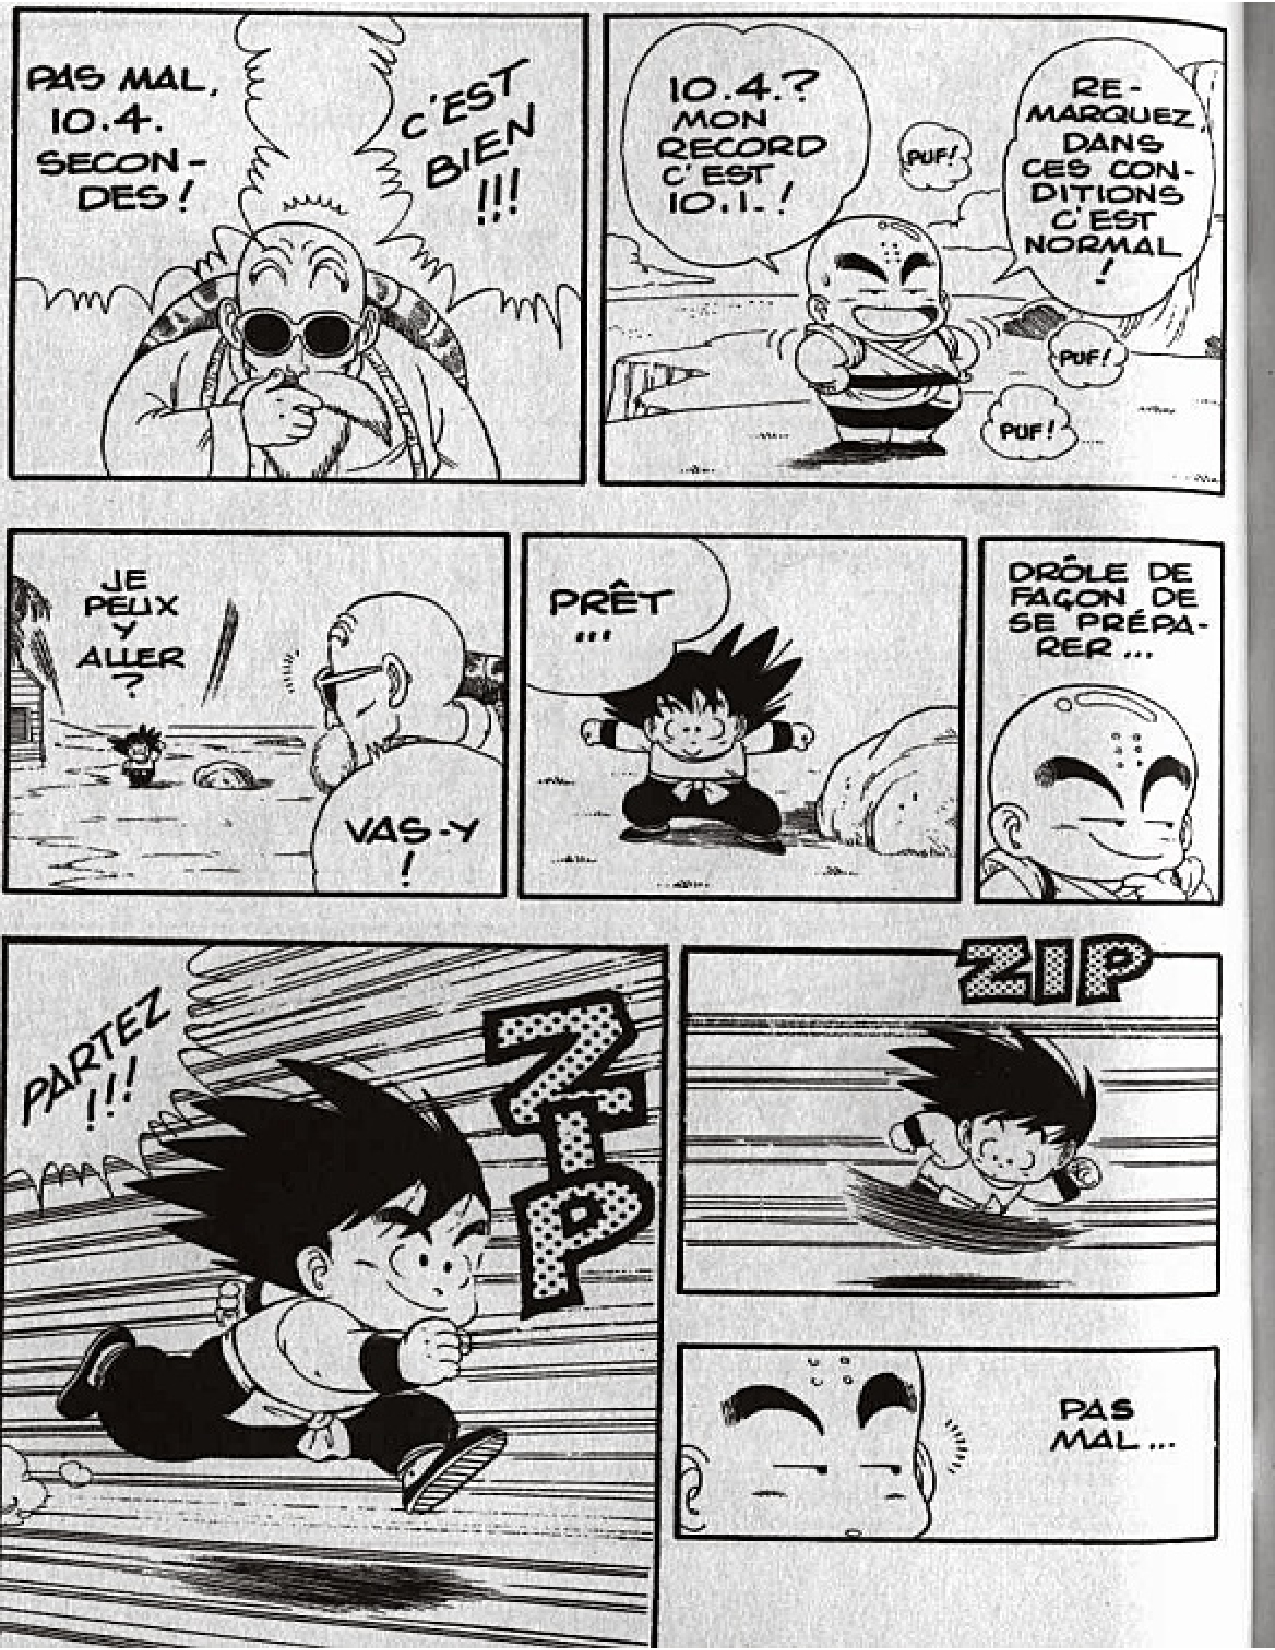 PAS MAL,
10.4.
SECON-
DES !
C'EST
BIEN
!!!
10.4.?
MON
RECORD
C'EST
10.1.!
PUF!
RE-
MARQUEZ
DANS
CES CON-
DITIONS
C'EST
NORMAL
!
PUF!
PUF!
JE
PEUX
Y
ALLER
?
VAS-Y
!
PRÊT
...
DRÔLE DE
FAÇON DE
SE PRÉPA-
RER...
PARTEZ
!!!
ZIP
ZIP
PAS
MAL...